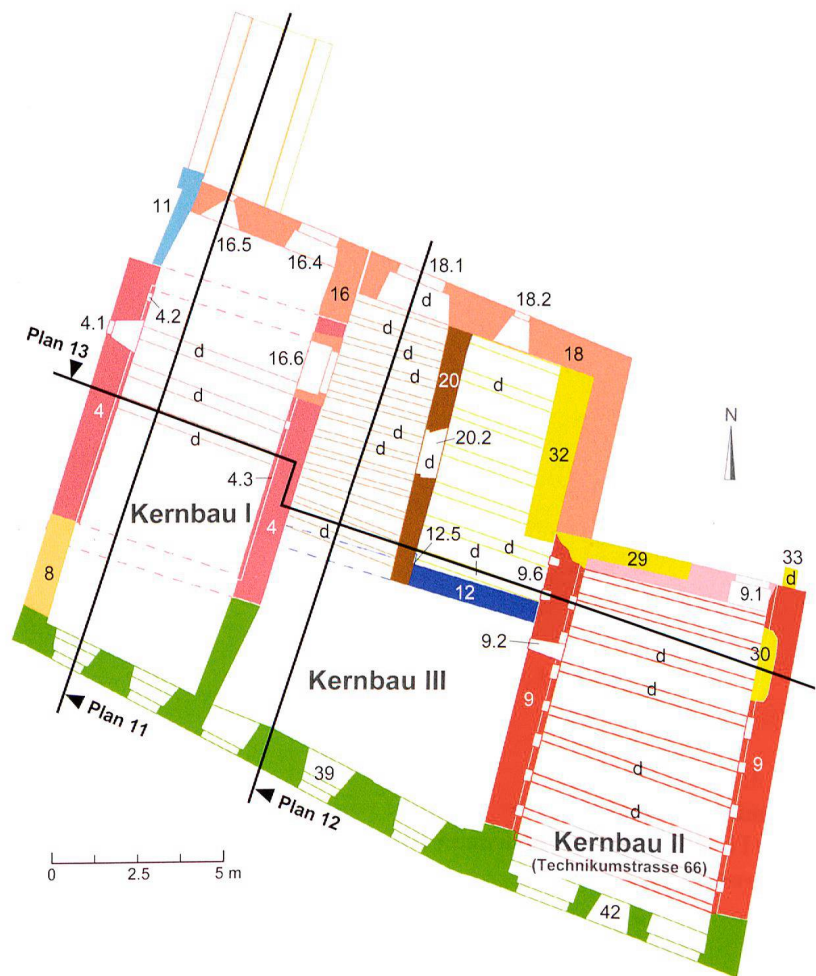 11
16.5
16.4
18.1
18.2
d
16
4.1
4.2
Plan 13
d
d
d
d
18
16.6
d
d
20
d
4
d
d
20.2
d
d
N
32
4.3
Kernbau I
4
d
12.5
d
d
9.6
29
33
d
8
12
9.1
9.2
30
d
Kernbau III
d
9
9
Plan 11
39
d
Plan 12
d
Kernbau II
(Technikumstrasse 66)
0 2.5 5 m
42